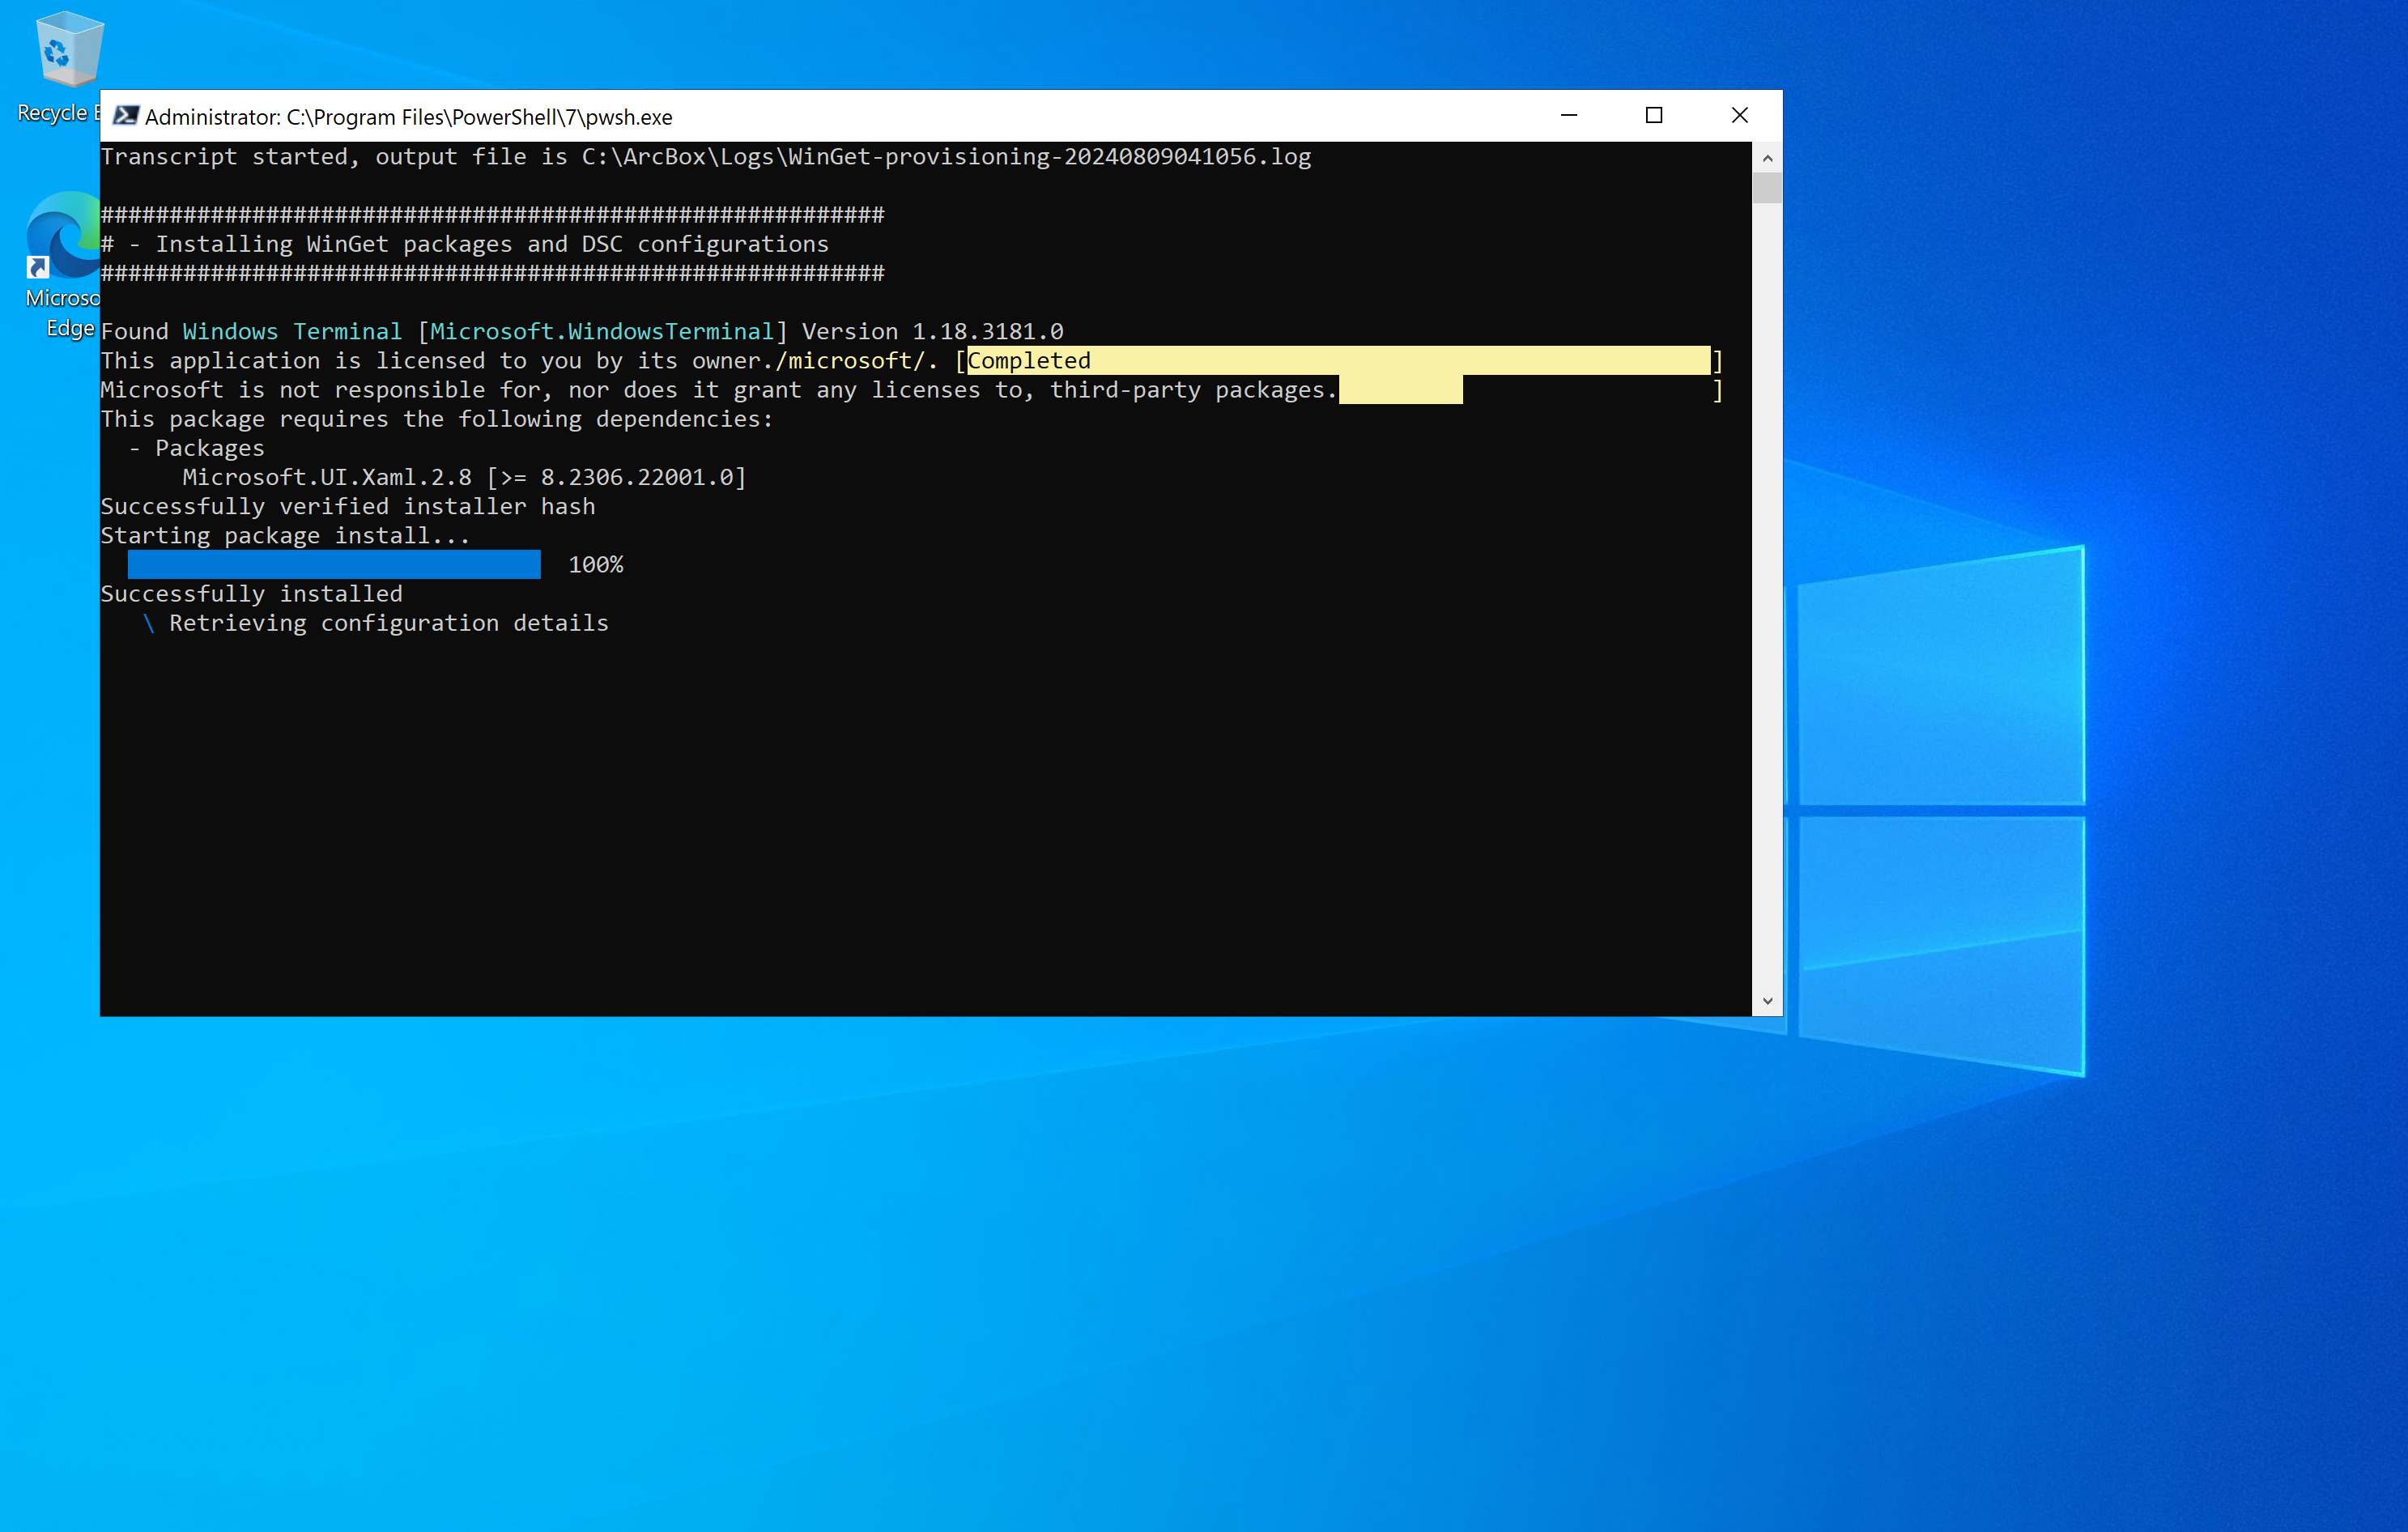 Recycle
Administrator: C:\Program Files\PowerShell\7\pwsh.exe
Transcript started, output file is C:\ArcBox\Logs\WinGet-provisioning-20240809041056.log
#########################################################
# - Installing WinGet packages and DSC configurations
#########################################################
Microso
Edge
Found Windows Terminal [Microsoft.WindowsTerminal] Version 1.18.3181.0
This application is licensed to you by its owner./microsoft/. [Completed ]
Microsoft is not responsible for, nor does it grant any licenses to, third-party packages. ]
This package requires the following dependencies:
- Packages
Microsoft.UI.Xaml.2.8 [>= 8.2306.22001.0]
Successfully verified installer hash
Starting package install...
100%
Successfully installed
\ Retrieving configuration details